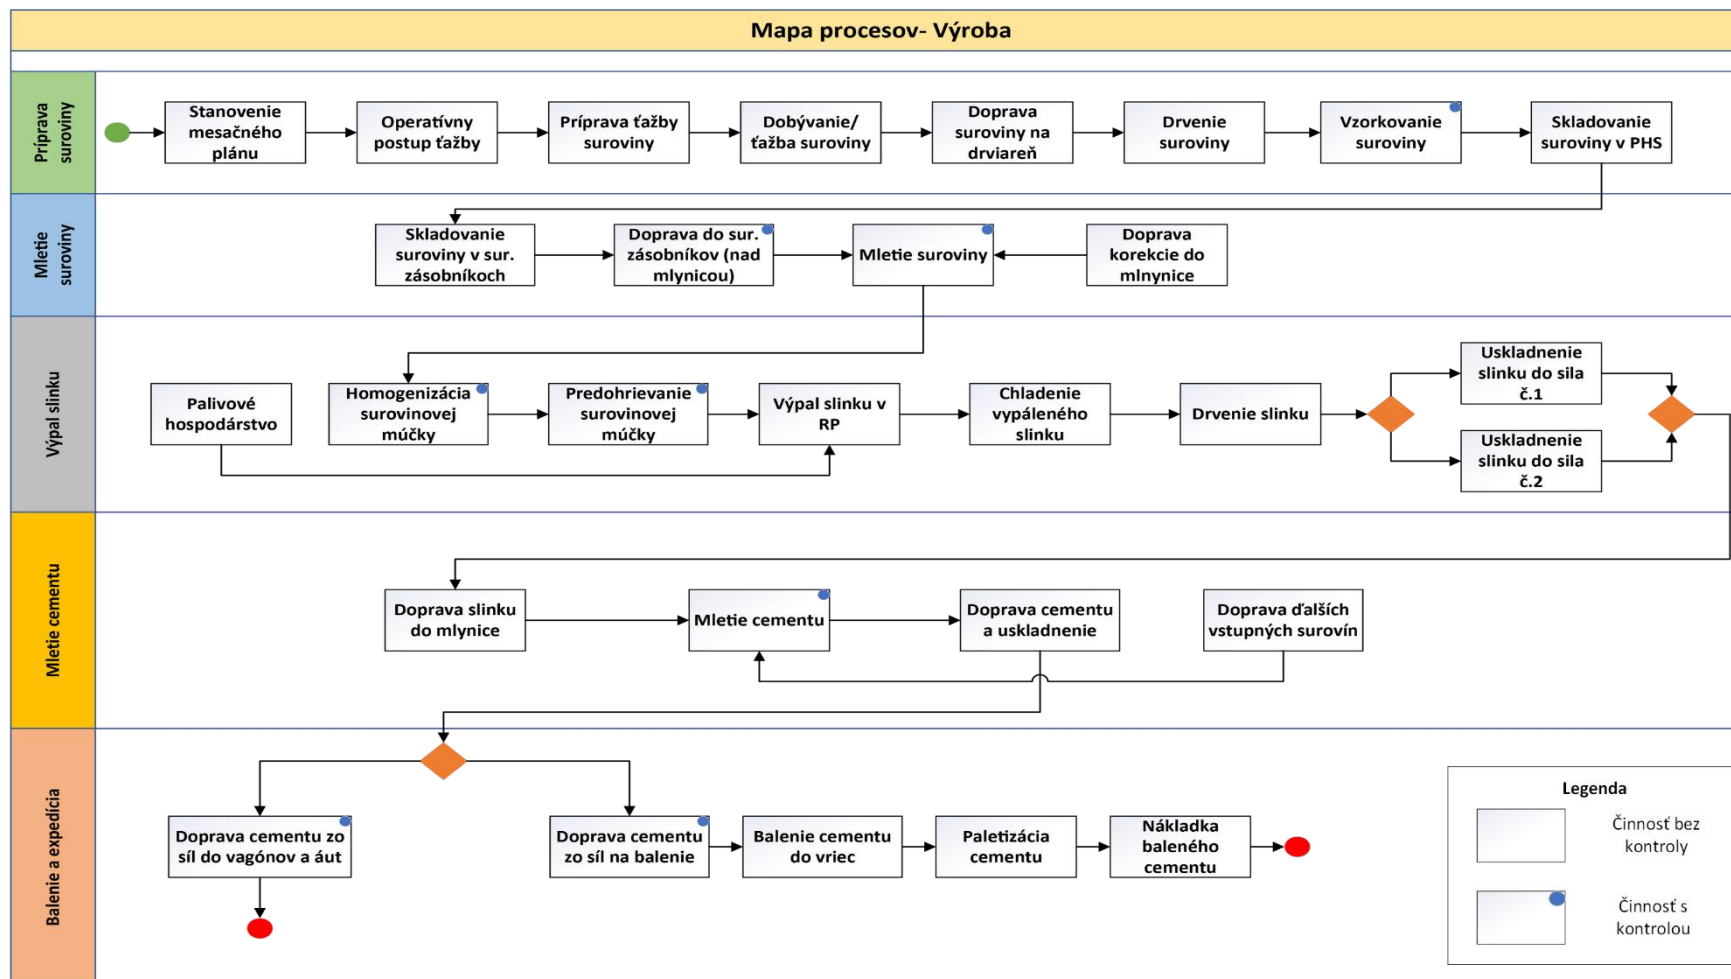 Mapa procesov- Výroba
Príprava
suroviny
Stanovenie
mesačného
plánu
Operatívny
postup ťažby
Príprava ťažby
suroviny
Dobývanie/
ťažba suroviny
Doprava
suroviny na
drviareň
Drvenie
suroviny
Vzorkovanie
suroviny
Skladovanie
suroviny v PHS
Mletie
suroviny
Skladovanie
suroviny v sur.
zásobníkoch
Doprava do sur.
zásobníkov (nad
mlynicou)
Mletie suroviny
Doprava
korekcie do
mlnynice
Výpal slinku
Palivové
hospodárstvo
Homogenizácia
surovinovej
múčky
Predohrievanie
surovinovej
múčky
Výpal slinku v
RP
Chladenie
vypáleného
slinku
Drvenie slinku
Uskladnenie
slinku do sila
č.1
Uskladnenie
slinku do sila
č.2
Mletie cementu
Doprava slinku
do mlynice
Mletie cementu
Doprava cementu
a uskladnenie
Doprava ďalších
vstupných surovín
Balenie a expedícia
Doprava cementu zo
síl do vagónov a áut
Doprava cementu
zo síl na balenie
Balenie cementu
do vriec
Paletizácia
cementu
Nákladka
baleného
cementu
Legenda
Činnosť bez
kontroly
Činnosť s
kontrolou